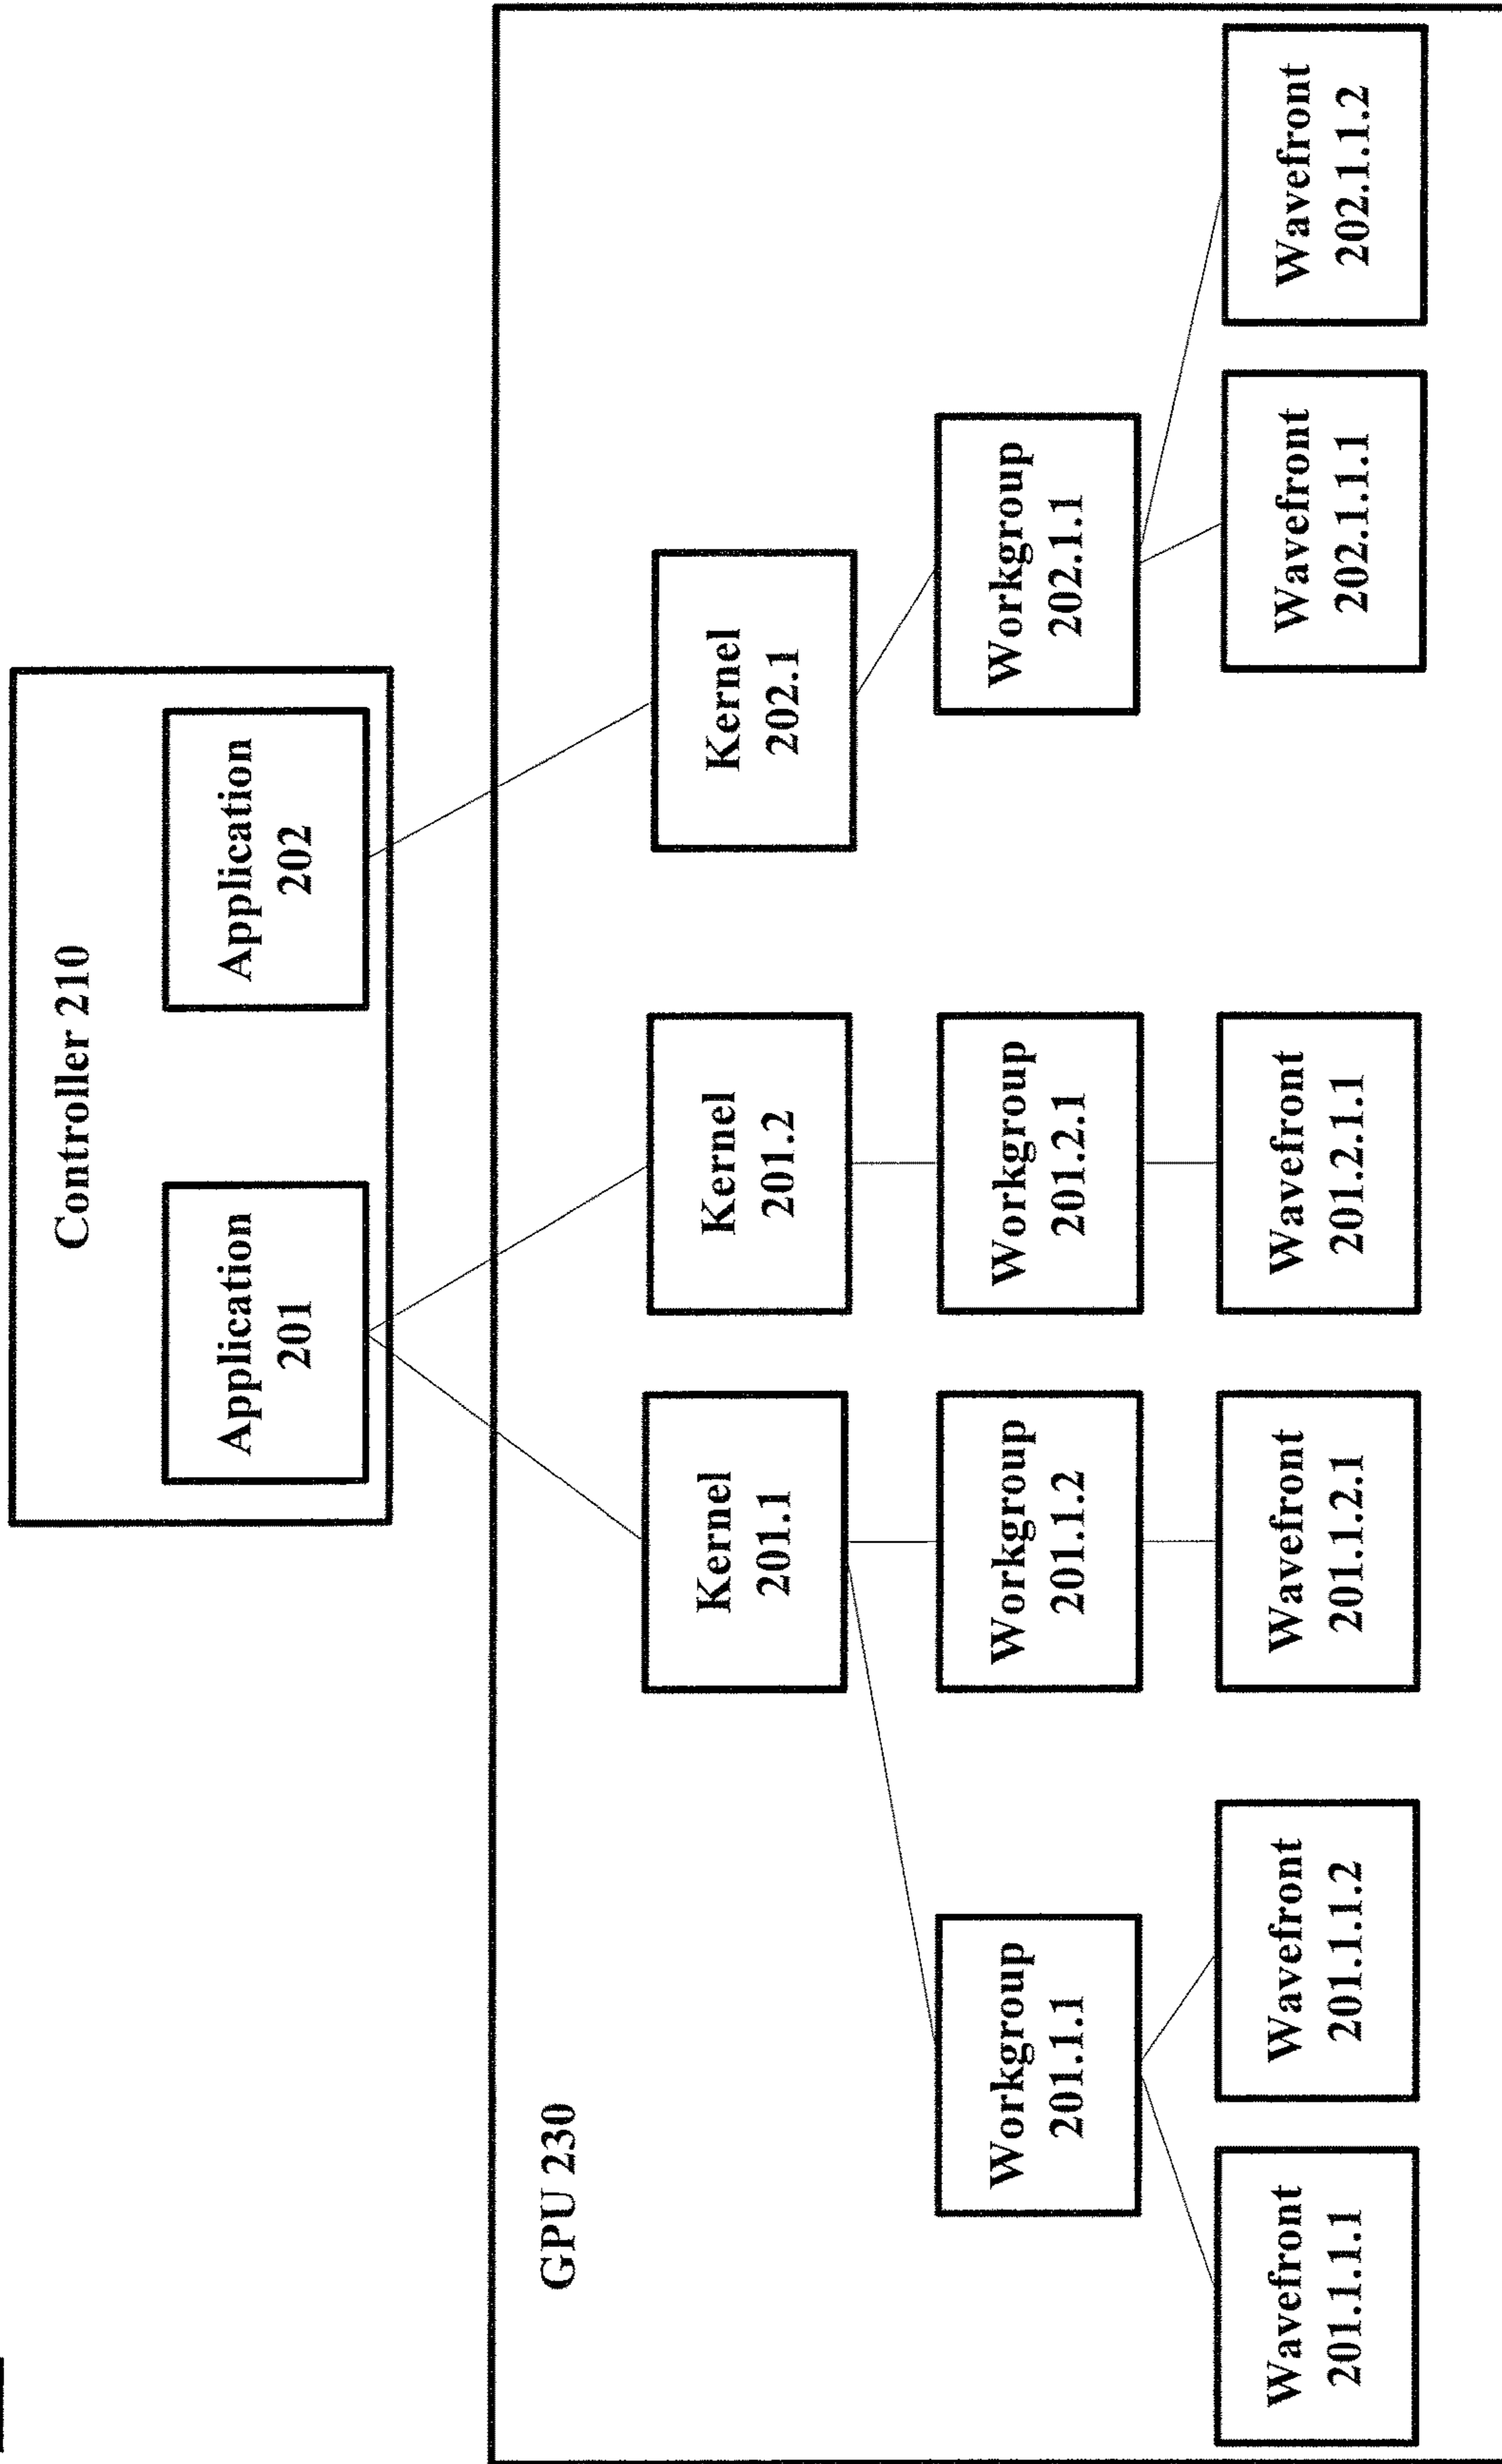 Controller 210
Application
201
Application
202
GPU 230
Kernel
201.1
Kernel
201.2
Kernel
202.1
Workgroup
201.1.1
Workgroup
201.1.2
Workgroup
201.2.1
Workgroup
202.1.1
Wavefront
201.1.1.1
Wavefront
201.1.1.2
Wavefront
201.1.2.1
Wavefront
201.2.1.1
Wavefront
202.1.1.1
Wavefront
202.1.1.2